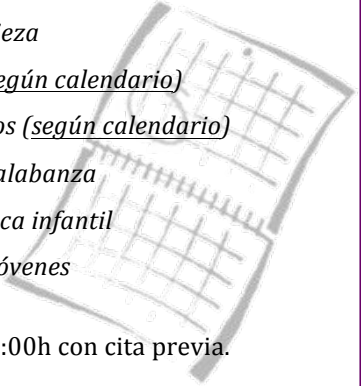 eza
egún calendario)
os (según calendario)
alabanza
ca infantil
óvenes
:00h con cita previa.